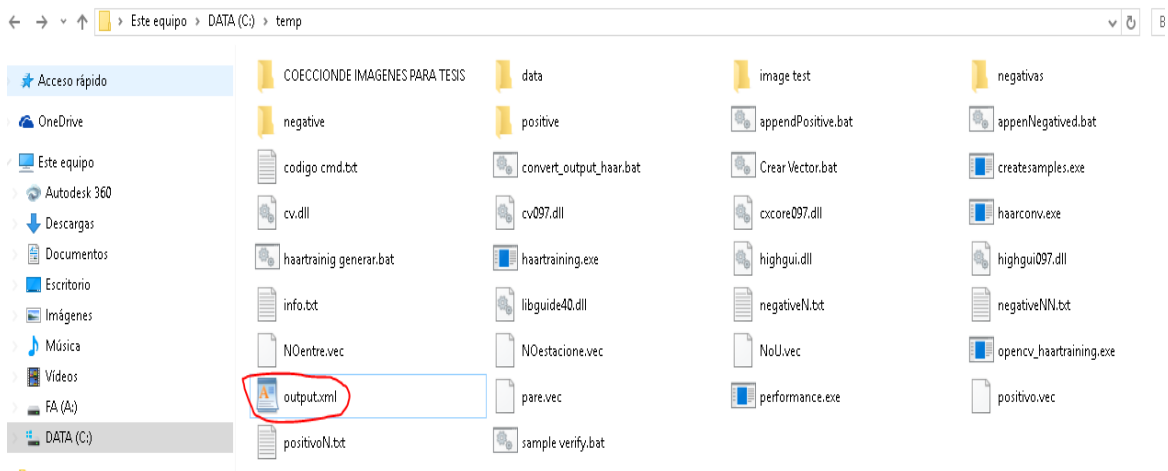 Este equipo > DATA (C:) > temp
B
Acceso rápido
OneDrive
Este equipo
Autodesk 360
Descargas
Documentos
Escritorio
Imágenes
Música
Vídeos
FA (A:)
DATA (C:)
COECCIONDE IMAGENES PARA TESIS
data
image test
negativas
negative
positive
appendPositive.bat
appenNegatived.bat
codigo cmd.txt
convert_output_haar.bat
Crear Vector.bat
createsamples.exe
cv.dll
cv097.dll
cxcore097.dll
haarconv.exe
haartrainig generar.bat
haartraining.exe
highgui.dll
highgui097.dll
info.txt
libguide40.dll
negativeN.txt
negativeNN.txt
NOentre.vec
NOestacione.vec
NoU.vec
opencv_haartraining.exe
output.xml
pare.vec
performance.exe
positivo.vec
positivoN.txt
sample verify.bat